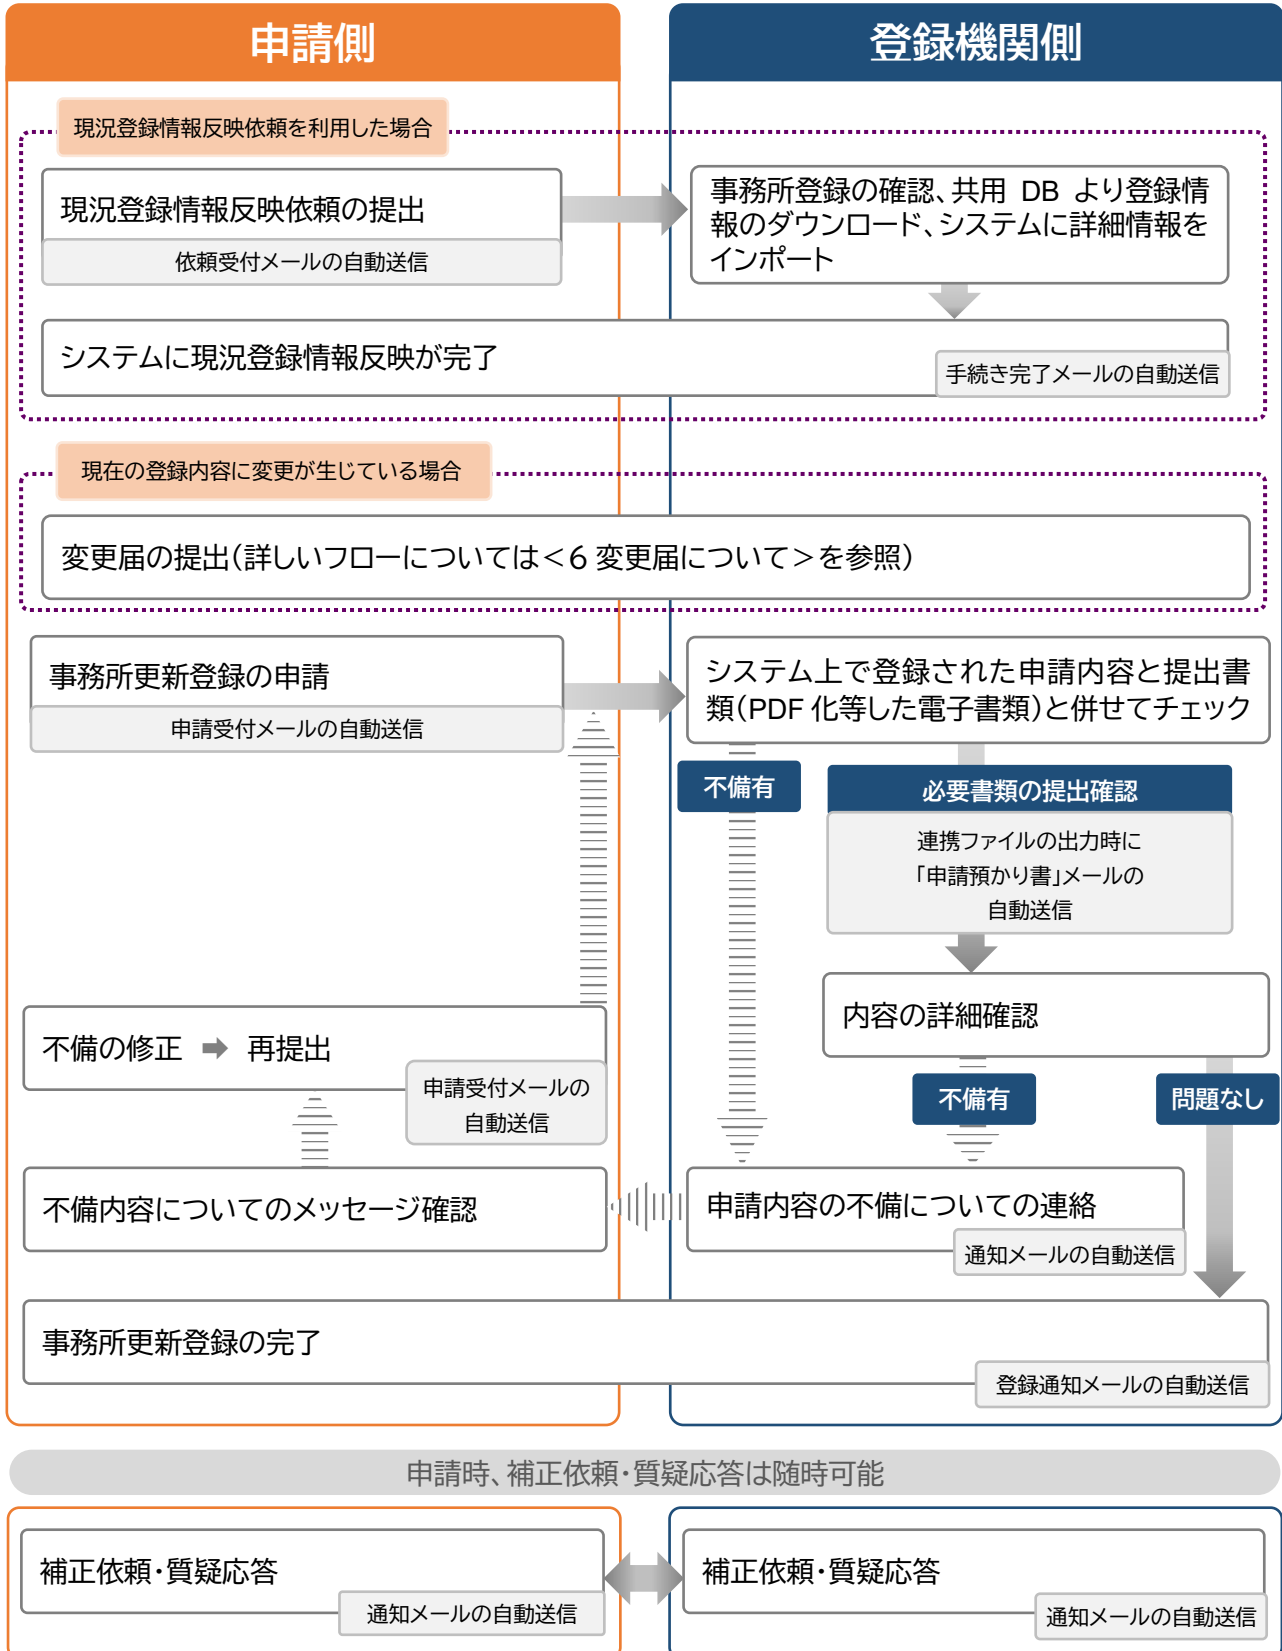 申請側
登録機関側
現況登録情報反映依頼を利用した場合
現況登録情報反映依頼の提出
依頼受付メールの自動送信
事務所登録の確認、共用 DB より登録情
報のダウンロード、システムに詳細情報を
インポート
システムに現況登録情報反映が完了
手続き完了メールの自動送信
現在の登録内容に変更が生じている場合
変更届の提出(詳しいフローについては<6 変更届について>を参照)
事務所更新登録の申請
申請受付メールの自動送信
システム上で登録された申請内容と提出書
類(PDF 化等した電子書類)と併せてチェック
不備有
必要書類の提出確認
連携ファイルの出力時に
「申請預かり書」メールの
自動送信
内容の詳細確認
不備の修正 ➡ 再提出
申請受付メールの
自動送信
不備有
問題なし
不備内容についてのメッセージ確認
申請内容の不備についての連絡
通知メールの自動送信
事務所更新登録の完了
登録通知メールの自動送信
申請時、補正依頼・質疑応答は随時可能
補正依頼・質疑応答
通知メールの自動送信
補正依頼・質疑応答
通知メールの自動送信